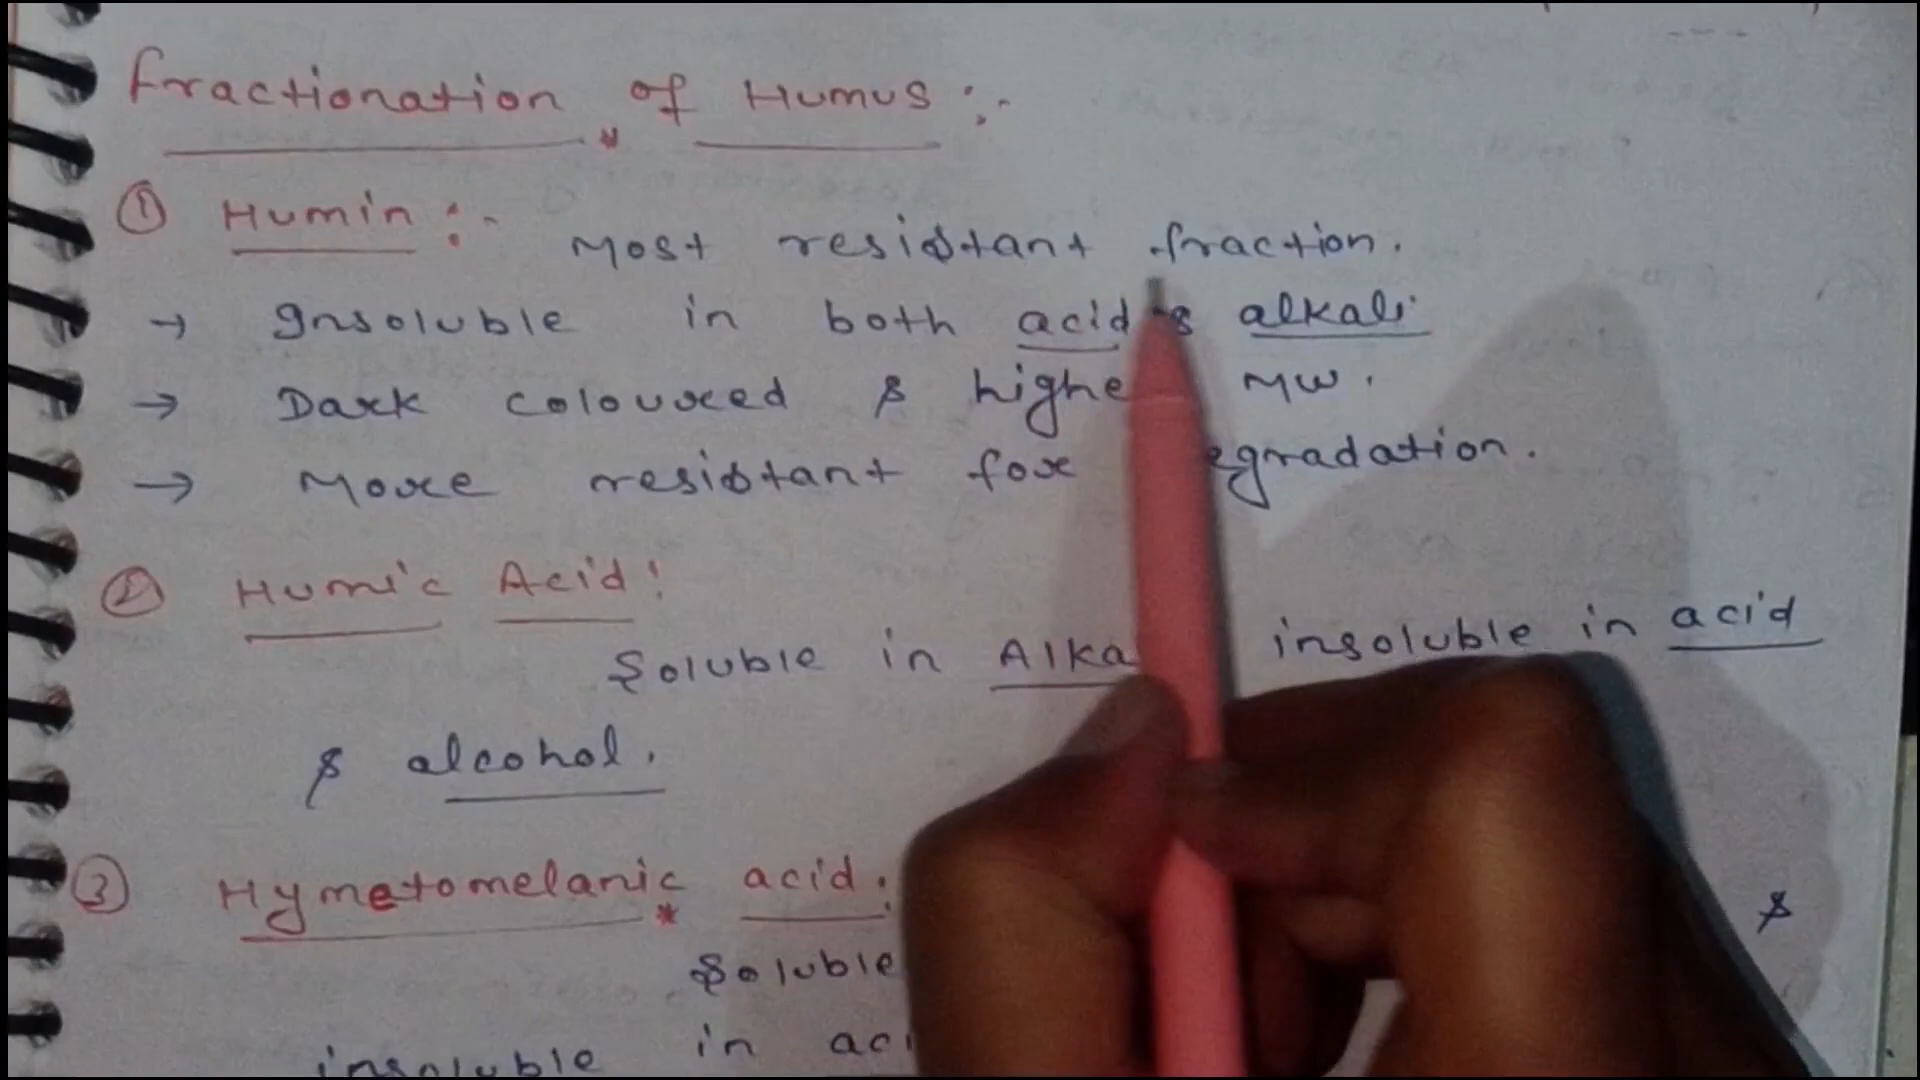 Fractionation of Humus :-
① Humin :- Most resistant fraction.
→ Insoluble in both acid & alkali
→ Dark coloured & highe MW.
→ More resistant for egradation.
② Humic Acid :
Soluble in Alka insoluble in acid
& alcohol.
③ Hymetomelanic acid :
Soluble &
insoluble in aci